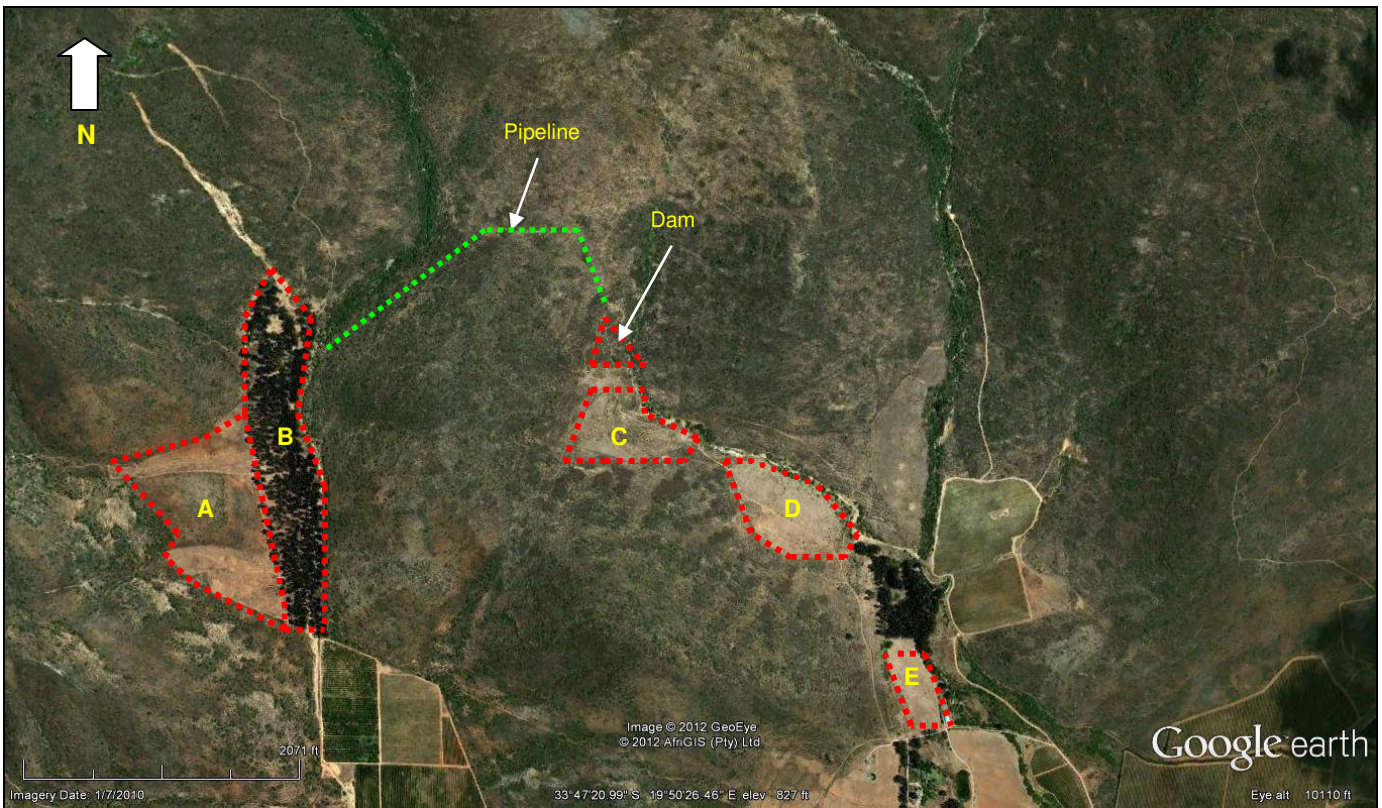 N
Pipeline
Dam
B
C
A
D
E
Image © 2012 GeoEye
© 2012 AfriGIS (Pty) Ltd
2071 ft
Google earth
Imagery Date: 1/7/2010
33°47'20.99" S 19°50'26.46" E elev 827 ft
Eye alt 10110 ft